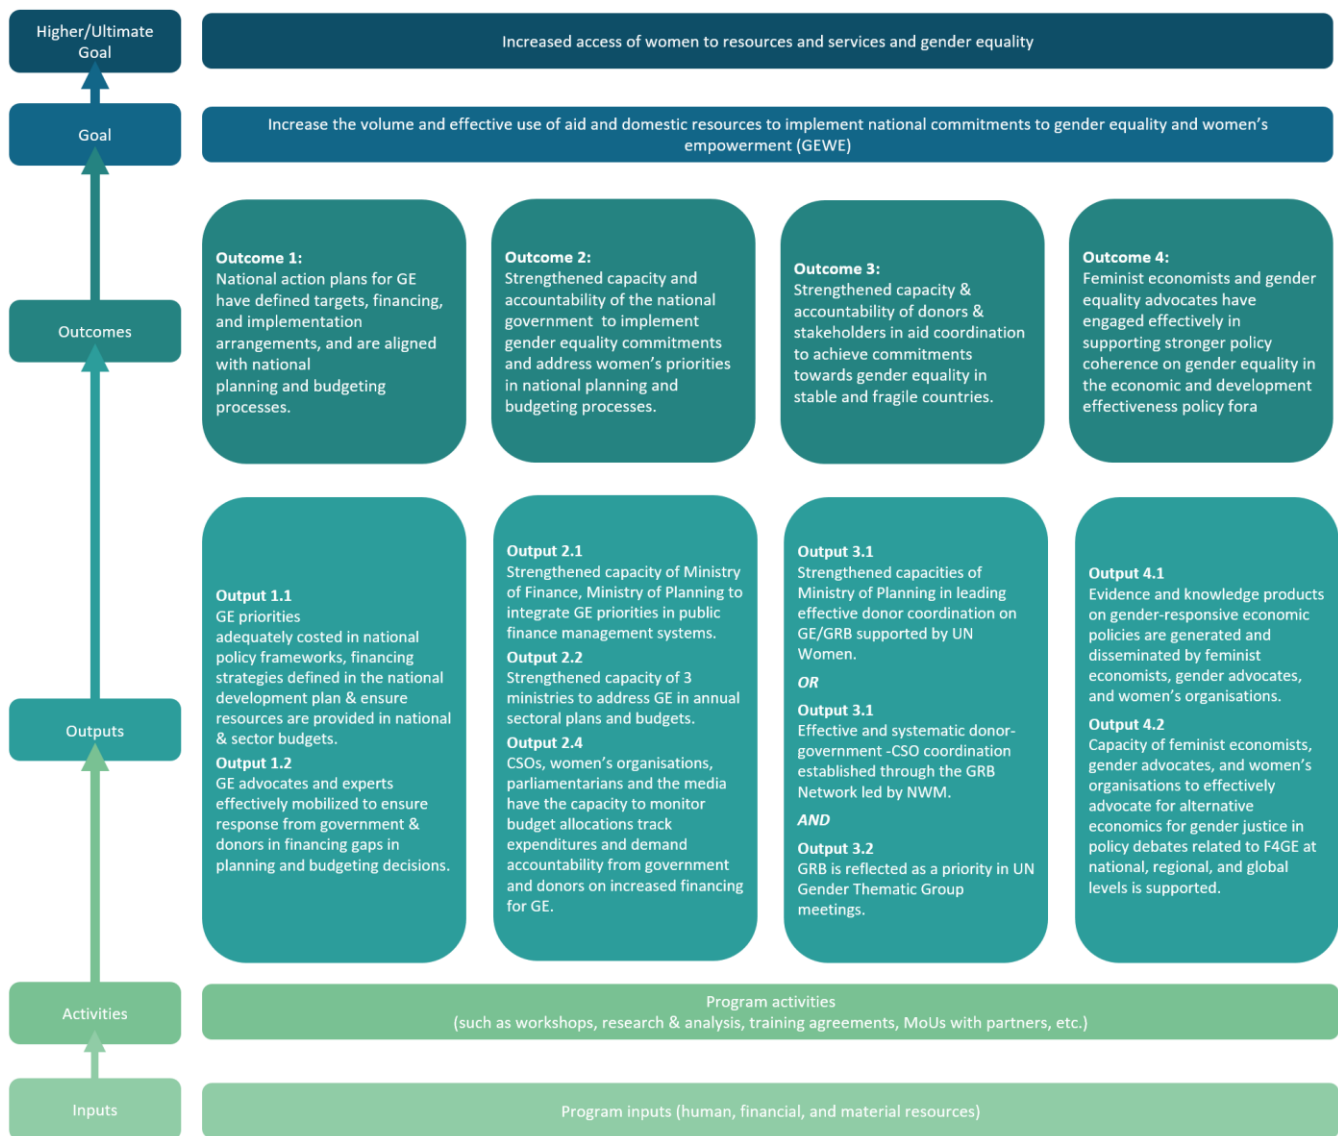 Higher/Ultimate
Goal
Increased access of women to resources and services and gender equality
Goal
Increase the volume and effective use of aid and domestic resources to implement national commitments to gender equality and women's
empowerment (GEWE)
Outcomes
Outcome 1:
National action plans for GE
have defined targets, financing,
and implementation
arrangements, and are aligned
with national
planning and budgeting
processes.
Outcome 2:
Strengthened capacity and
accountability of the national
government to implement
gender equality commitments
and address women's priorities
in national planning and
budgeting processes.
Outcome 3:
Strengthened capacity &
accountability of donors &
stakeholders in aid coordination
to achieve commitments
towards gender equality in
stable and fragile countries.
Outcome 4:
Feminist economists and gender
equality advocates have
engaged effectively in
supporting stronger policy
coherence on gender equality in
the economic and development
effectiveness policy fora
Outputs
Output 1.1
GE priorities
adequately costed in national
policy frameworks, financing
strategies defined in the national
development plan & ensure
resources are provided in national
& sector budgets.
Output 1.2
GE advocates and experts
effectively mobilized to ensure
response from government &
donors in financing gaps in
planning and budgeting decisions.
Output 2.1
Strengthened capacity of Ministry
of Finance, Ministry of Planning to
integrate GE priorities in public
finance management systems.
Output 2.2
Strengthened capacity of 3
ministries to address GE in annual
sectoral plans and budgets.
Output 2.4
CSOs, women's organisations,
parliamentarians and the media
have the capacity to monitor
budget allocations track
expenditures and demand
accountability from government
and donors on increased financing
for GE.
Output 3.1
Strengthened capacities of
Ministry of Planning in leading
effective donor coordination on
GE/GRB supported by UN
Women.
OR
Output 3.1
Effective and systematic donor-
government -CSO coordination
established through the GRB
Network led by NWM.
AND
Output 3.2
GRB is reflected as a priority in UN
Gender Thematic Group
meetings.
Output 4.1
Evidence and knowledge products
on gender-responsive economic
policies are generated and
disseminated by feminist
economists, gender advocates,
and women's organisations.
Output 4.2
Capacity of feminist economists,
gender advocates, and women's
organisations to effectively
advocate for alternative
economics for gender justice in
policy debates related to F4GE at
national, regional, and global
levels is supported.
Activities
Program activities
(such as workshops, research & analysis, training agreements, MoUs with partners, etc.)
Inputs
Program inputs (human, financial, and material resources)